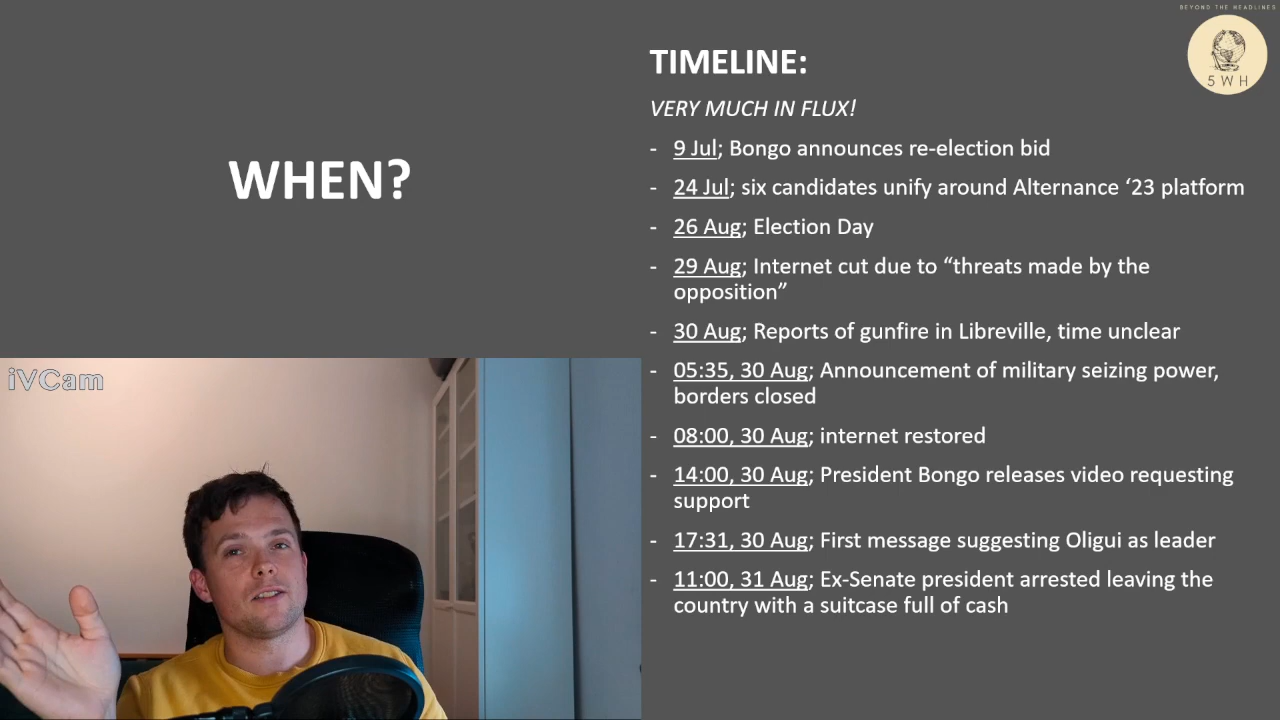 BEYOND THE HEADLINES
5 W H
TIMELINE:
VERY MUCH IN FLUX!
WHEN?
- 9 Jul; Bongo announces re-election bid
- 24 Jul; six candidates unify around Alternance ‘23 platform
- 26 Aug; Election Day
- 29 Aug; Internet cut due to “threats made by the
opposition”
- 30 Aug; Reports of gunfire in Libreville, time unclear
- 05:35, 30 Aug; Announcement of military seizing power,
borders closed
- 08:00, 30 Aug; internet restored
- 14:00, 30 Aug; President Bongo releases video requesting
support
- 17:31, 30 Aug; First message suggesting Oligui as leader
- 11:00, 31 Aug; Ex-Senate president arrested leaving the
country with a suitcase full of cash
iVCam